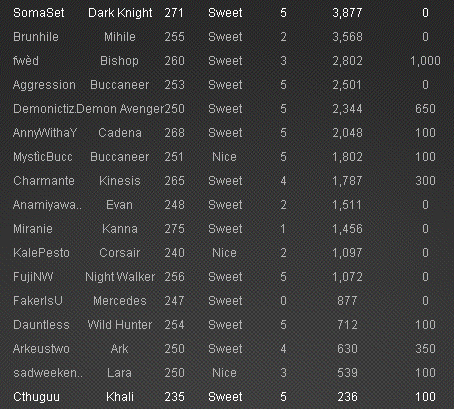 SomaSet Dark Knight 271 Sweet 5 3,877 0
Brunhile Mihile 255 Sweet 2 3,568 0
fwèd Bishop 260 Sweet 3 2,802 1,000
Aggression Buccaneer 253 Sweet 5 2,501 0
Demonictiz. Demon Avenger 250 Sweet 5 2,344 650
AnnyWithaY Cadena 268 Sweet 5 2,048 100
MystìcBucc Buccaneer 251 Nice 5 1,802 100
Charmante Kinesis 265 Sweet 4 1,787 300
Anamiyawa.. Evan 248 Sweet 2 1,511 0
Miranie Kanna 275 Sweet 1 1,456 0
KalePesto Corsair 240 Nice 2 1,097 0
FujiNW Night Walker 256 Sweet 5 1,072 0
FakerIsU Mercedes 247 Sweet 0 877 0
Dauntless Wild Hunter 254 Sweet 5 712 100
Arkeustwo Ark 250 Sweet 4 630 350
sadweeken.. Lara 250 Nice 3 539 100
Cthuguu Khali 235 Sweet 5 236 100